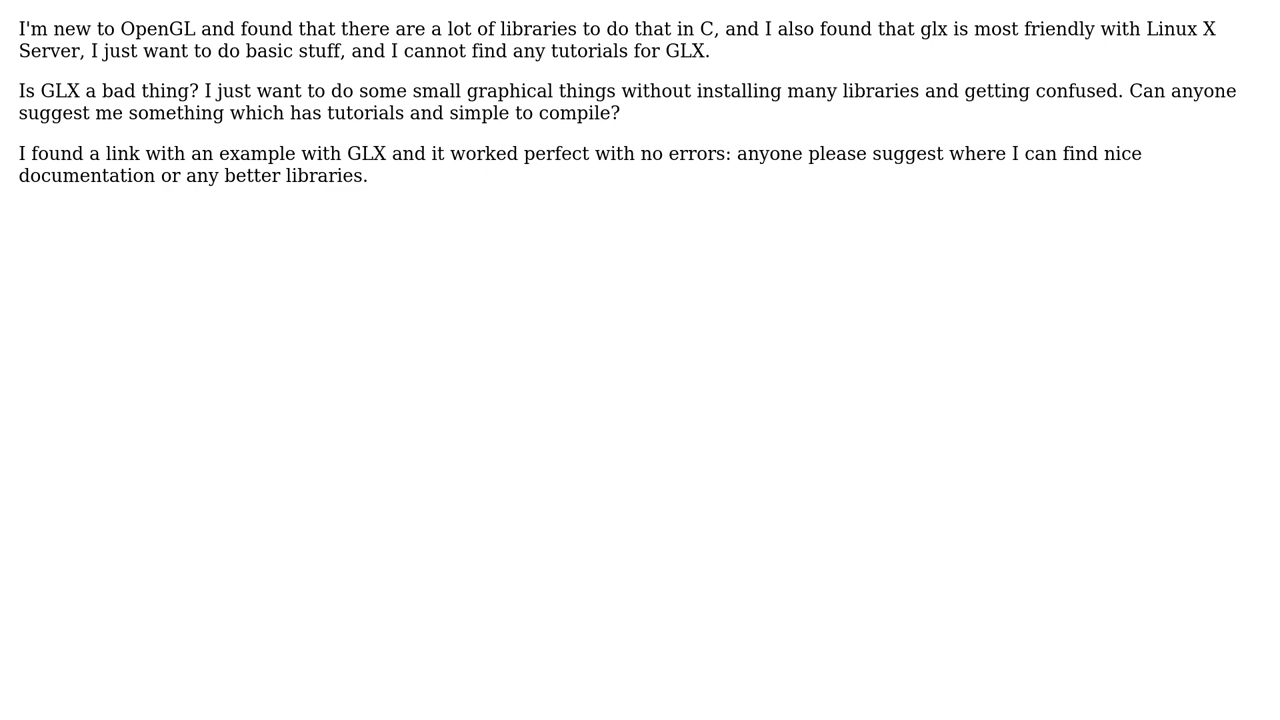 I'm new to OpenGL and found that there are a lot of libraries to do that in C, and I also found that glx is most friendly with Linux X
Server, I just want to do basic stuff, and I cannot find any tutorials for GLX.
Is GLX a bad thing? I just want to do some small graphical things without installing many libraries and getting confused. Can anyone
suggest me something which has tutorials and simple to compile?
I found a link with an example with GLX and it worked perfect with no errors: anyone please suggest where I can find nice
documentation or any better libraries.